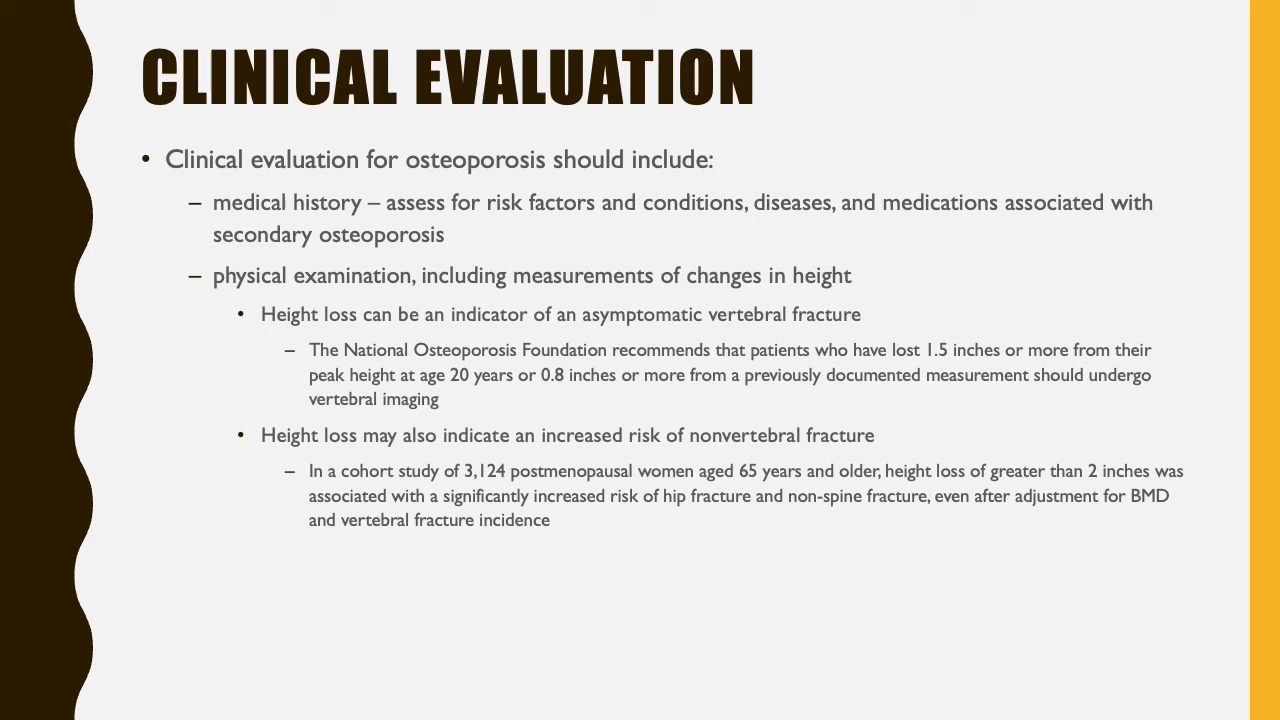 CLINICAL EVALUATION
• Clinical evaluation for osteoporosis should include:
– medical history – assess for risk factors and conditions, diseases, and medications associated with
secondary osteoporosis
– physical examination, including measurements of changes in height
• Height loss can be an indicator of an asymptomatic vertebral fracture
– The National Osteoporosis Foundation recommends that patients who have lost 1.5 inches or more from their
peak height at age 20 years or 0.8 inches or more from a previously documented measurement should undergo
vertebral imaging
• Height loss may also indicate an increased risk of nonvertebral fracture
– In a cohort study of 3,124 postmenopausal women aged 65 years and older, height loss of greater than 2 inches was
associated with a significantly increased risk of hip fracture and non-spine fracture, even after adjustment for BMD
and vertebral fracture incidence